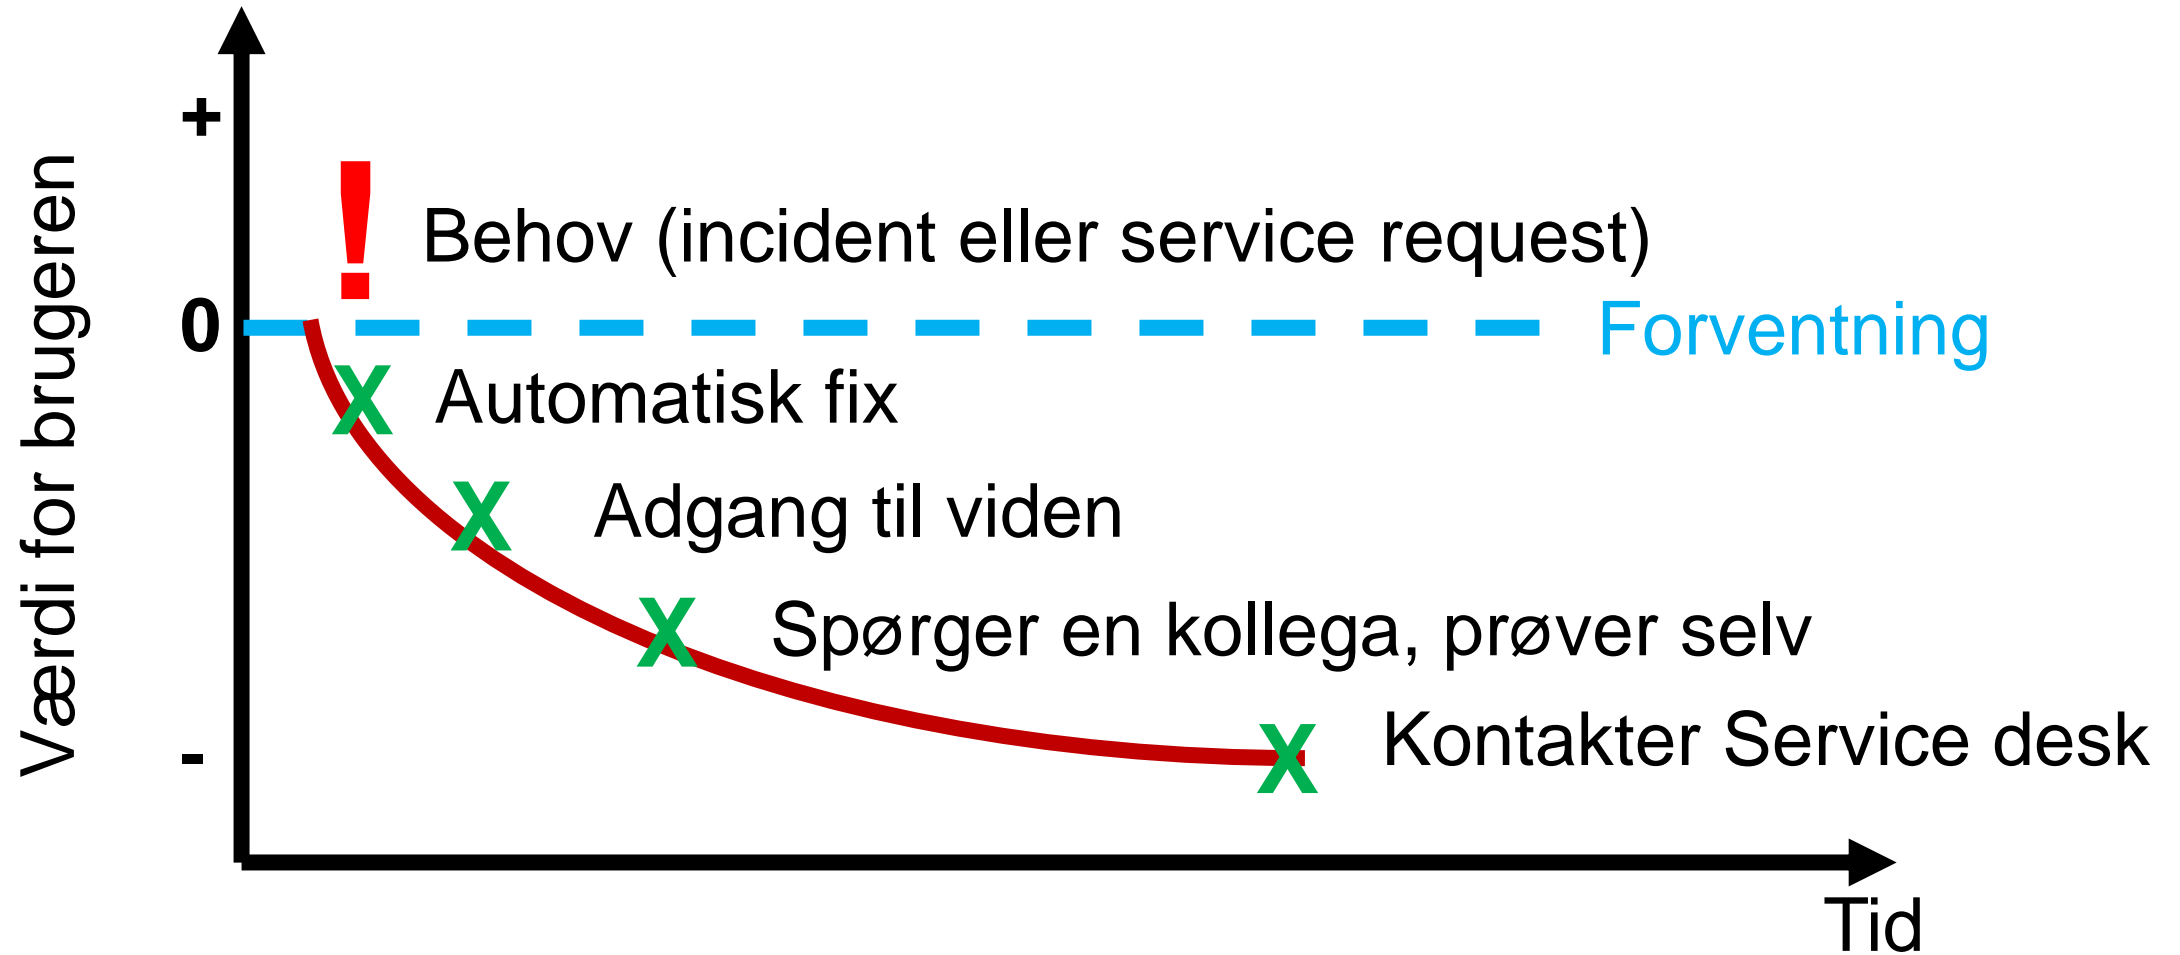 +
Behov (incident eller service request)
0
Forventning
X
Automatisk fix
X
Adgang til viden
X
Spørger en kollega, prøver selv
X
Kontakter Service desk
-
Værdi for brugeren
Tid
!